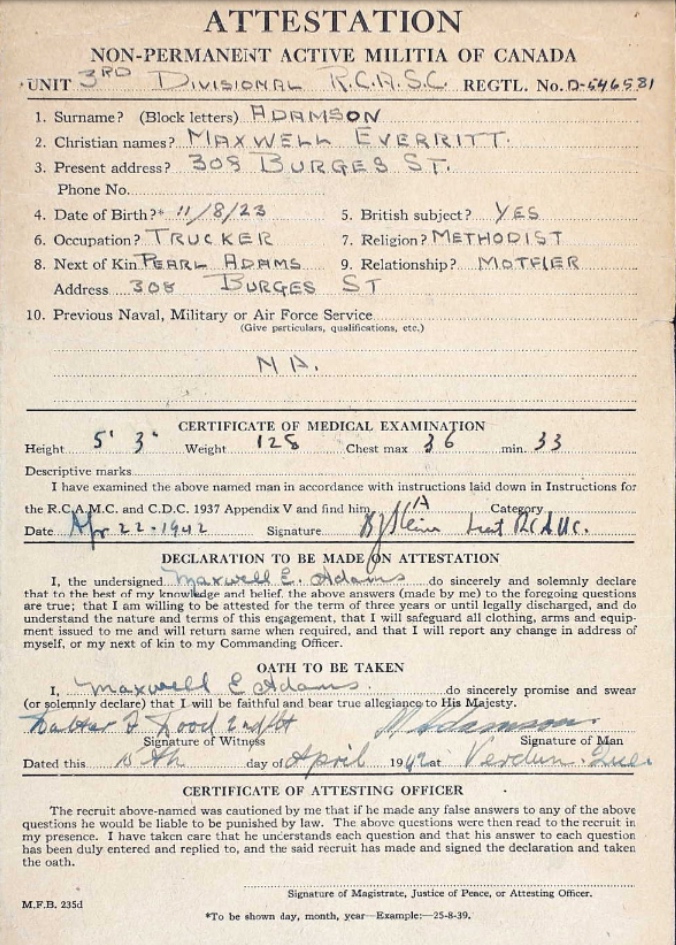 ATTESTATION
NON-PERMANENT ACTIVE MILITIA OF CANADA
UNIT 3RD DIVISIONAL R.C.A.S.C. REGTL. No. D-546581
1. Surname? (Block letters) ADAMSON
2. Christian names? MAXWELL EVERRITT.
3. Present address? 308 BURGES ST.
Phone No.
4. Date of Birth?* 11/8/23 5. British subject? YES
6. Occupation? TRUCKER 7. Religion? METHODIST
8. Next of Kin PEARL ADAMS 9. Relationship? MOTHER
Address 308 BURGES ST
10. Previous Naval, Military or Air Force Service
(Give particulars, qualifications, etc.)
N A.
CERTIFICATE OF MEDICAL EXAMINATION
Height 5' 3" Weight 128 Chest max 36 min. 33
Descriptive marks
I have examined the above named man in accordance with instructions laid down in Instructions for
the R.C.A.M.C. and C.D.C. 1937 Appendix V and find him A Category
Date Apr 22-1942 Signature
DECLARATION TO BE MADE ON ATTESTATION
I, the undersigned Maxwell E. Adams do sincerely and solemnly declare
that to the best of my knowledge and belief, the above answers (made by me) to the foregoing questions
are true; that I am willing to be attested for the term of three years or until legally discharged, and do
understand the nature and terms of this engagement, that I will safeguard all clothing, arms and equip-
ment issued to me and will return same when required, and that I will report any change in address of
myself, or my next of kin to my Commanding Officer.
OATH TO BE TAKEN
I, Maxwell E Adams. do sincerely promise and swear
(or solemnly declare) that I will be faithful and bear true allegiance to His Majesty.
M Adamson.
Signature of Witness Signature of Man
Dated this 15th day of April 1942 at Verdun. Que.
CERTIFICATE OF ATTESTING OFFICER
The recruit above-named was cautioned by me that if he made any false answers to any of the above
questions he would be liable to be punished by law. The above questions were then read to the recruit in
my presence. I have taken care that he understands each question and that his answer to each question
has been duly entered and replied to, and the said recruit has made and signed the declaration and taken
the oath.
Signature of Magistrate, Justice of Peace, or Attesting Officer.
M.F.B. 235d
*To be shown day, month, year—Example:—25-8-39.